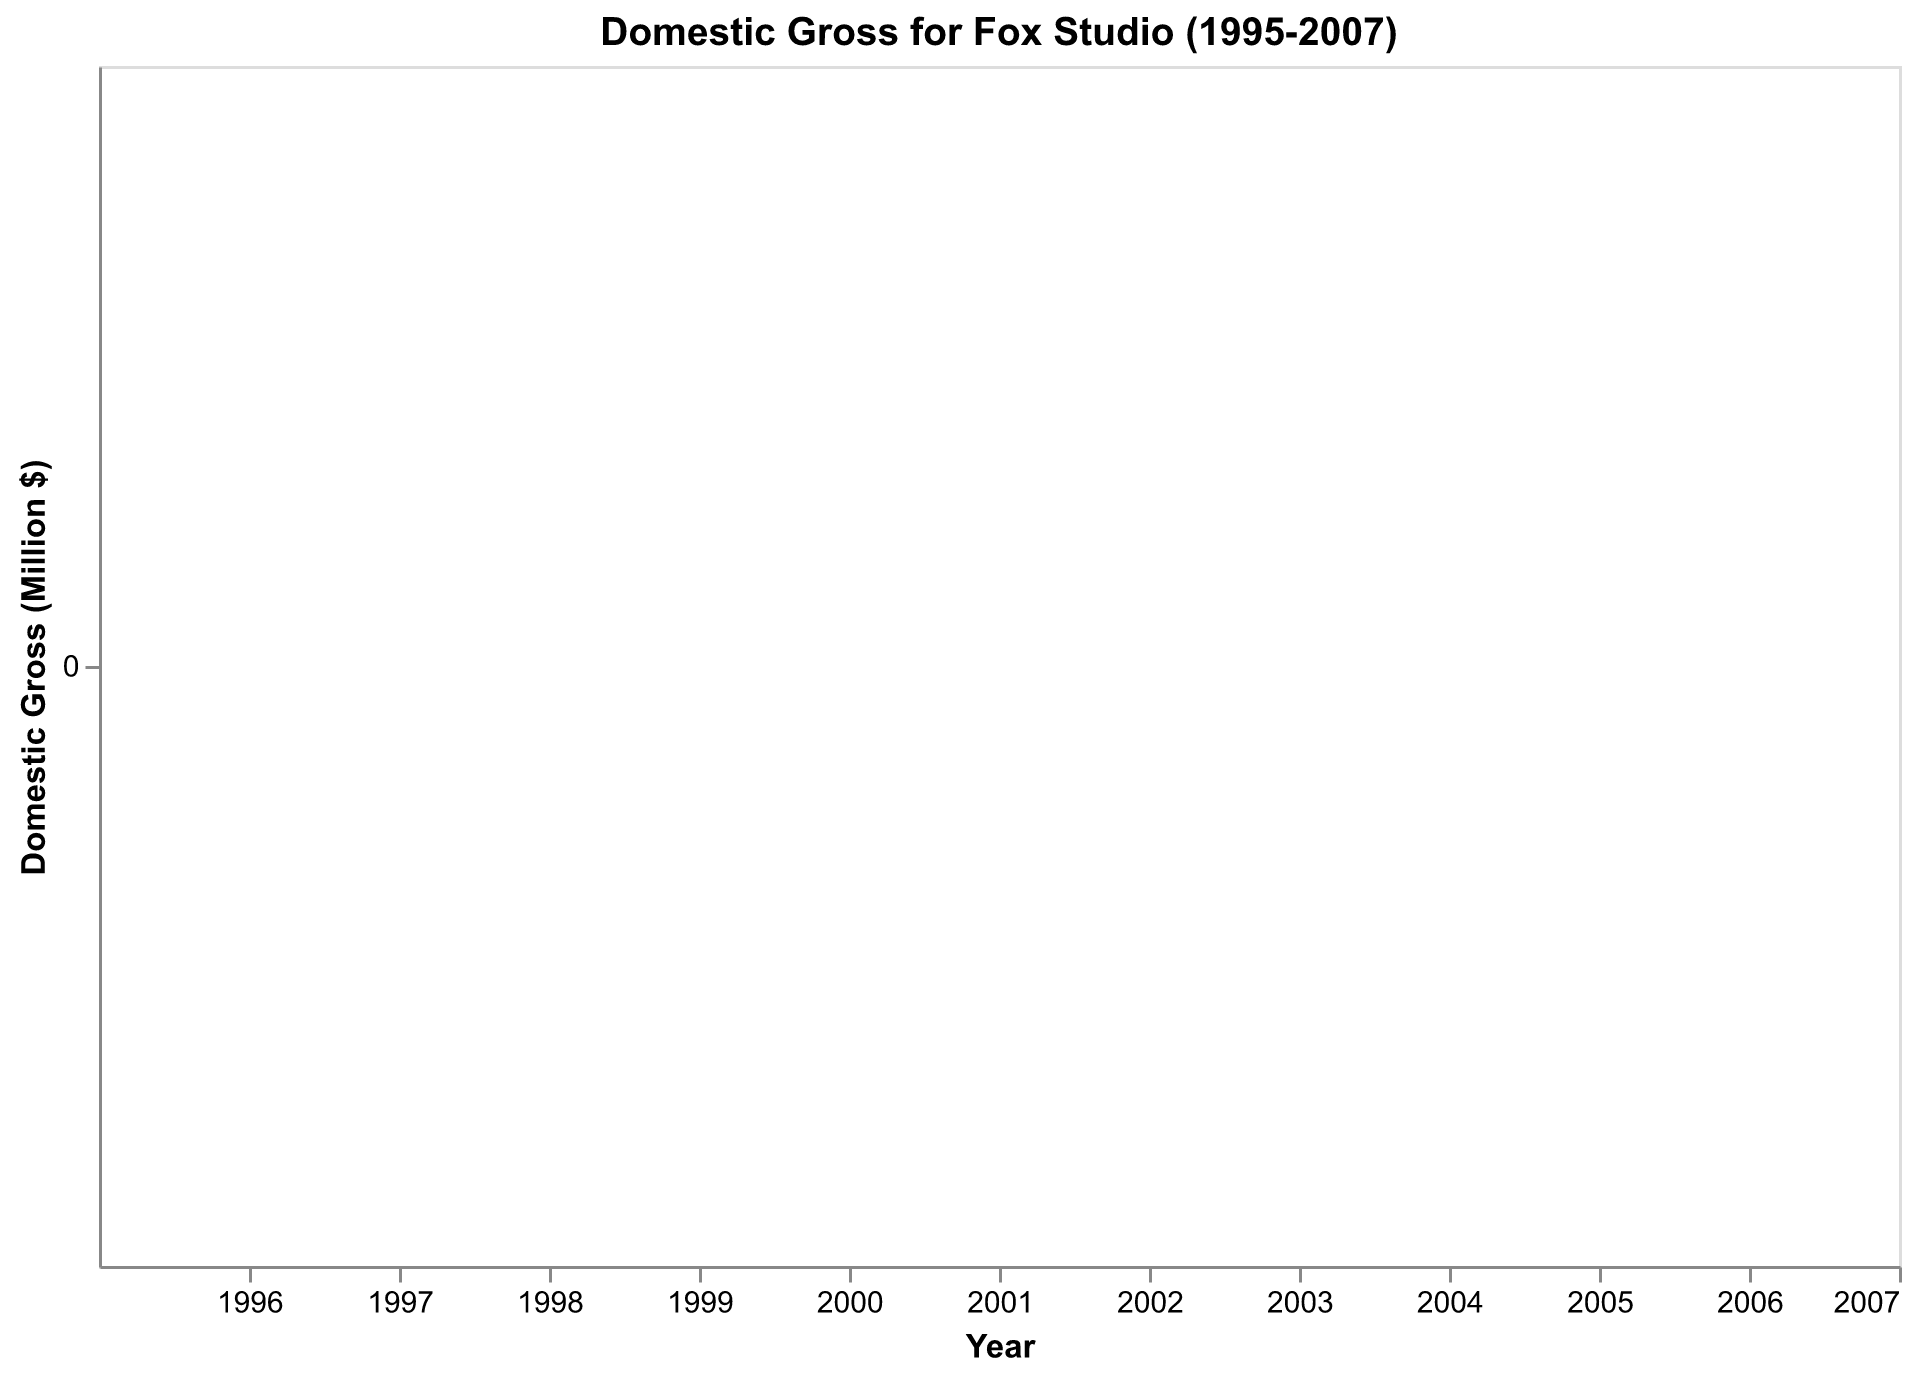 Domestic Gross for Fox Studio (1995-2007)
Domestic Gross (Million $)
0
1996 1997 1998 1999 2000 2001 2002 2003 2004 2005 2006 2007
Year